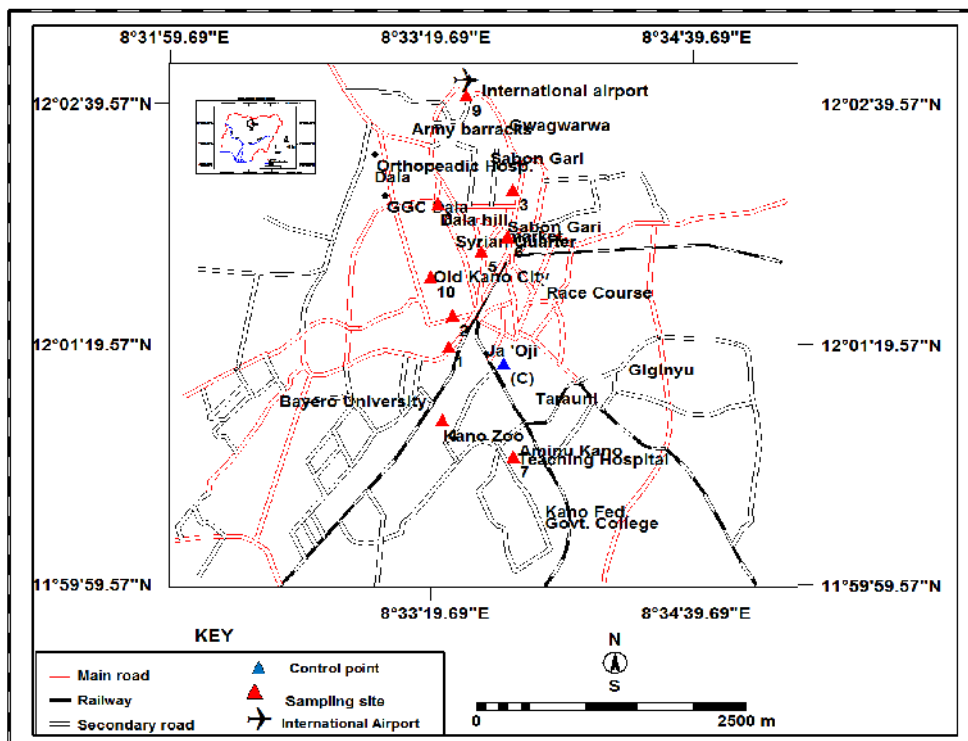 8°31'59.69"E 8°33'19.69"E 8°34'39.69"E
12°02'39.57"N 12°02'39.57"N
International airport
9
Gwagwarwa
Army barracks
Sabon Gari
Orthopeadic Hosp.
Dala
GGC Dala
3
Dala hill
Sabon Gari
market
6
Syrian Quarter
5
Old Kano City
10
Race Course
2
12°01'19.57"N 12°01'19.57"N
Ja 'Oji
1
(C)
Giginyu
Bayero University
Tarauni
Kano Zoo
Aminu Kano
Teaching Hospital
7
Kano Fed.
Govt. College
11°59'59.57"N 11°59'59.57"N
8°33'19.69"E 8°34'39.69"E
KEY
N
S
Main road
Railway
Secondary road
Control point
Sampling site
International Airport
0 2500 m